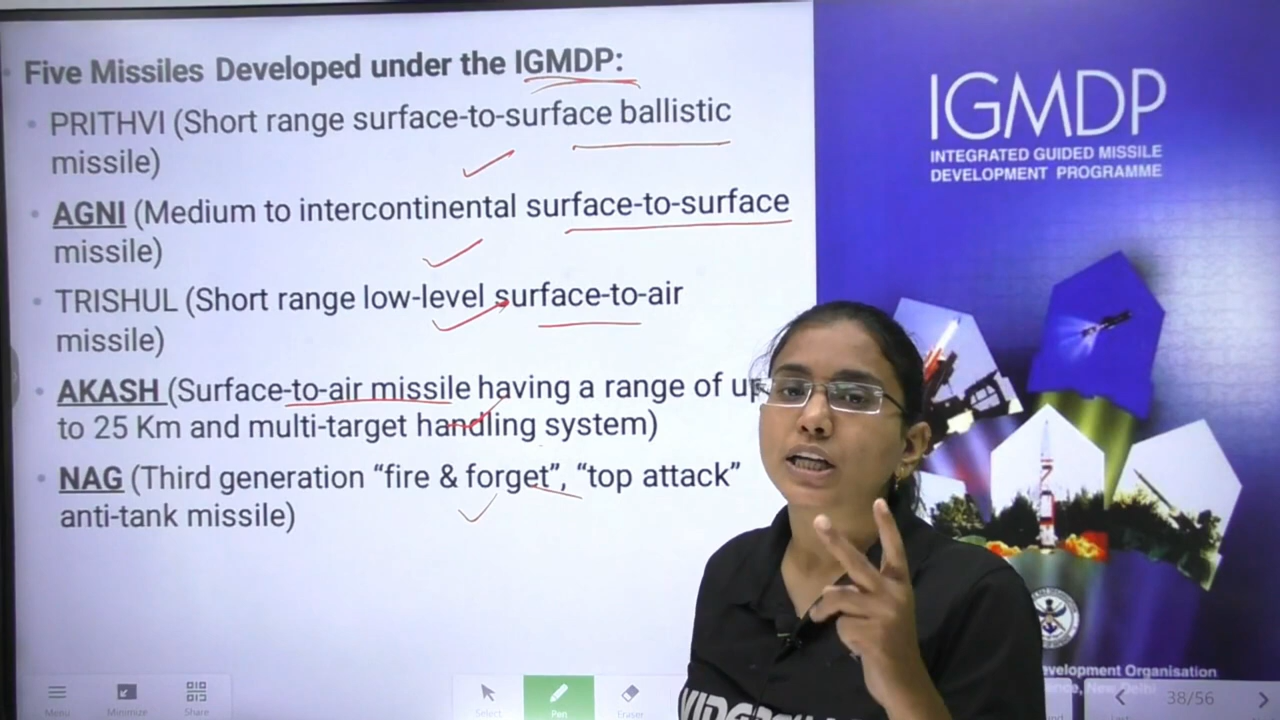 Five Missiles Developed under the IGMDP:
• PRITHVI (Short range surface-to-surface ballistic
missile)
• AGNI (Medium to intercontinental surface-to-surface
missile)
• TRISHUL (Short range low-level surface-to-air
missile)
• AKASH (Surface-to-air missile having a range of up
to 25 Km and multi-target handling system)
• NAG (Third generation “fire & forget”, “top attack”
anti-tank missile)
IGMDP
INTEGRATED GUIDED MISSILE
DEVELOPMENT PROGRAMME
Development Organisation
Menu
Minimize
Share
Select
Pen
Eraser
38/56